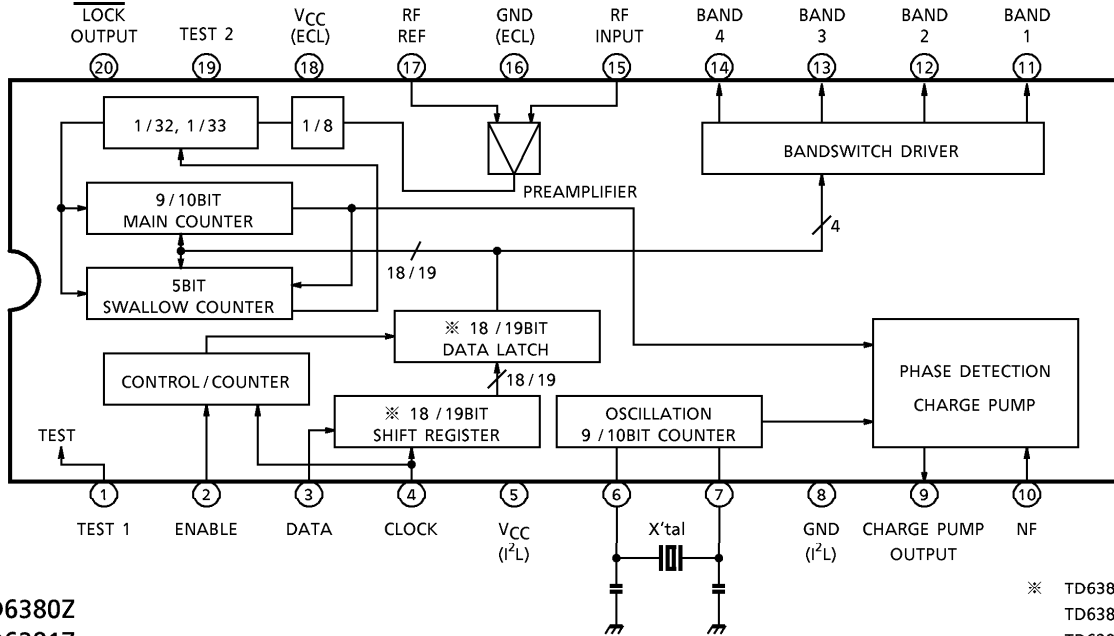 LOCK OUTPUT
TEST 2
VCC (ECL)
RF REF
GND (ECL)
RF INPUT
BAND 4
BAND 3
BAND 2
BAND 1
20
19
18
17
16
15
14
13
12
11
1/32, 1/33
1/8
PREAMPLIFIER
BANDSWITCH DRIVER
9/10BIT
MAIN COUNTER
4
18/19
5BIT
SWALLOW COUNTER
※ 18/19BIT
DATA LATCH
CONTROL/COUNTER
18/19
※ 18/19BIT
SHIFT REGISTER
OSCILLATION
9/10BIT COUNTER
PHASE DETECTION
CHARGE PUMP
TEST
1
2
3
4
5
6
7
8
9
10
TEST 1
ENABLE
DATA
CLOCK
VCC
(I²L)
X'tal
GND
(I²L)
CHARGE PUMP
OUTPUT
NF
※ TD638
TD638
D6380Z